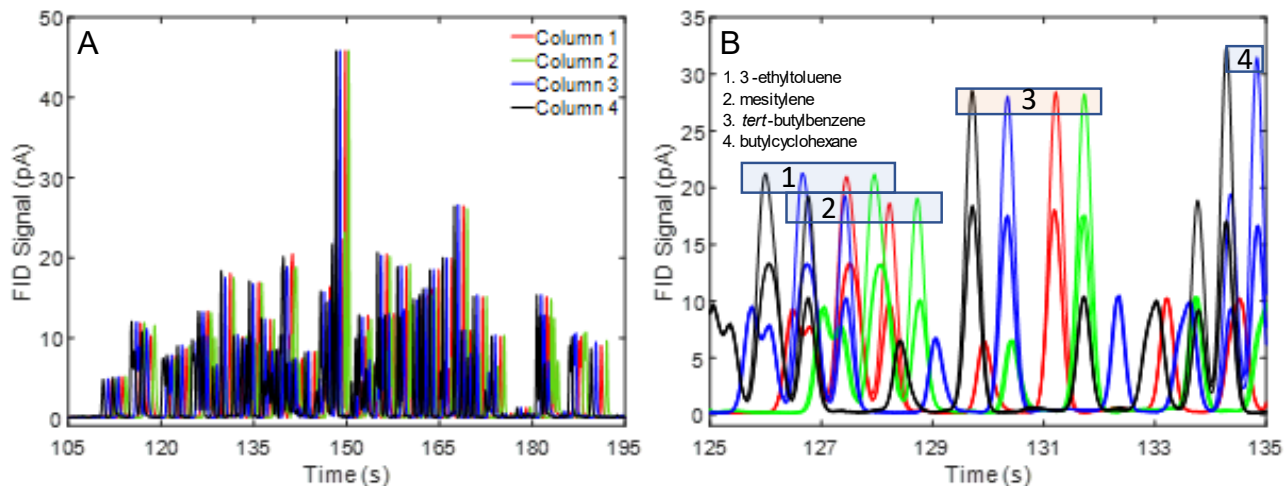 A
50
40
30
20
10
0
FID Signal (pA)
105 120 135 150 165 180 195
Time (s)
Column 1
Column 2
Column 3
Column 4
B
35
30
25
20
15
10
5
0
FID Signal (pA)
125 127 129 131 133 135
Time (s)
1. 3-ethyltoluene
2. mesitylene
3. tert-butylbenzene
4. butylcyclohexane
1
2
3
4